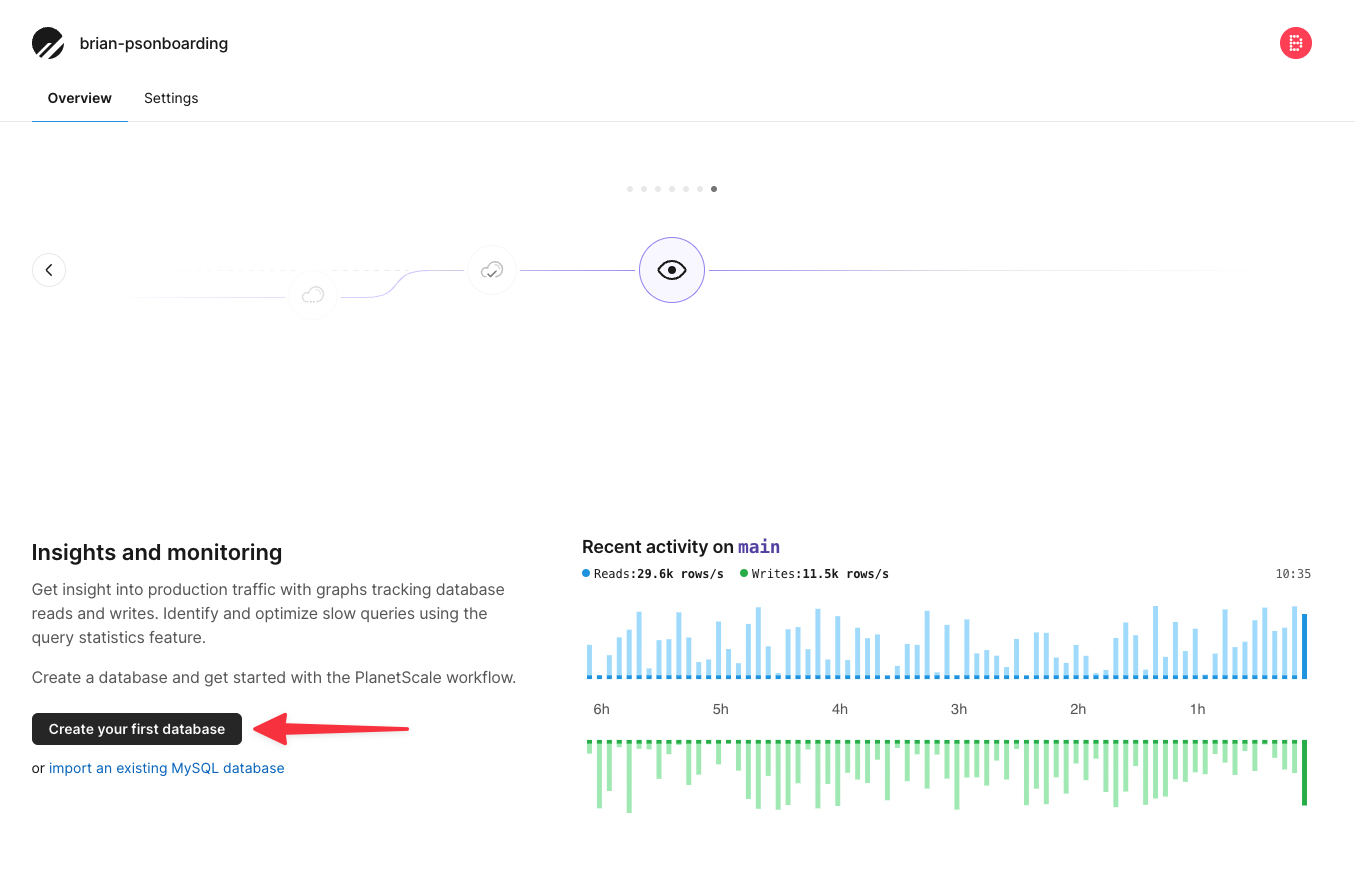 brian-psonboarding
Overview
Settings
Insights and monitoring
Get insight into production traffic with graphs tracking database
reads and writes. Identify and optimize slow queries using the
query statistics feature.
Create a database and get started with the PlanetScale workflow.
Create your first database
or import an existing MySQL database
Recent activity on main
Reads:29.6k rows/s Writes:11.5k rows/s 10:35
6h 5h 4h 3h 2h 1h